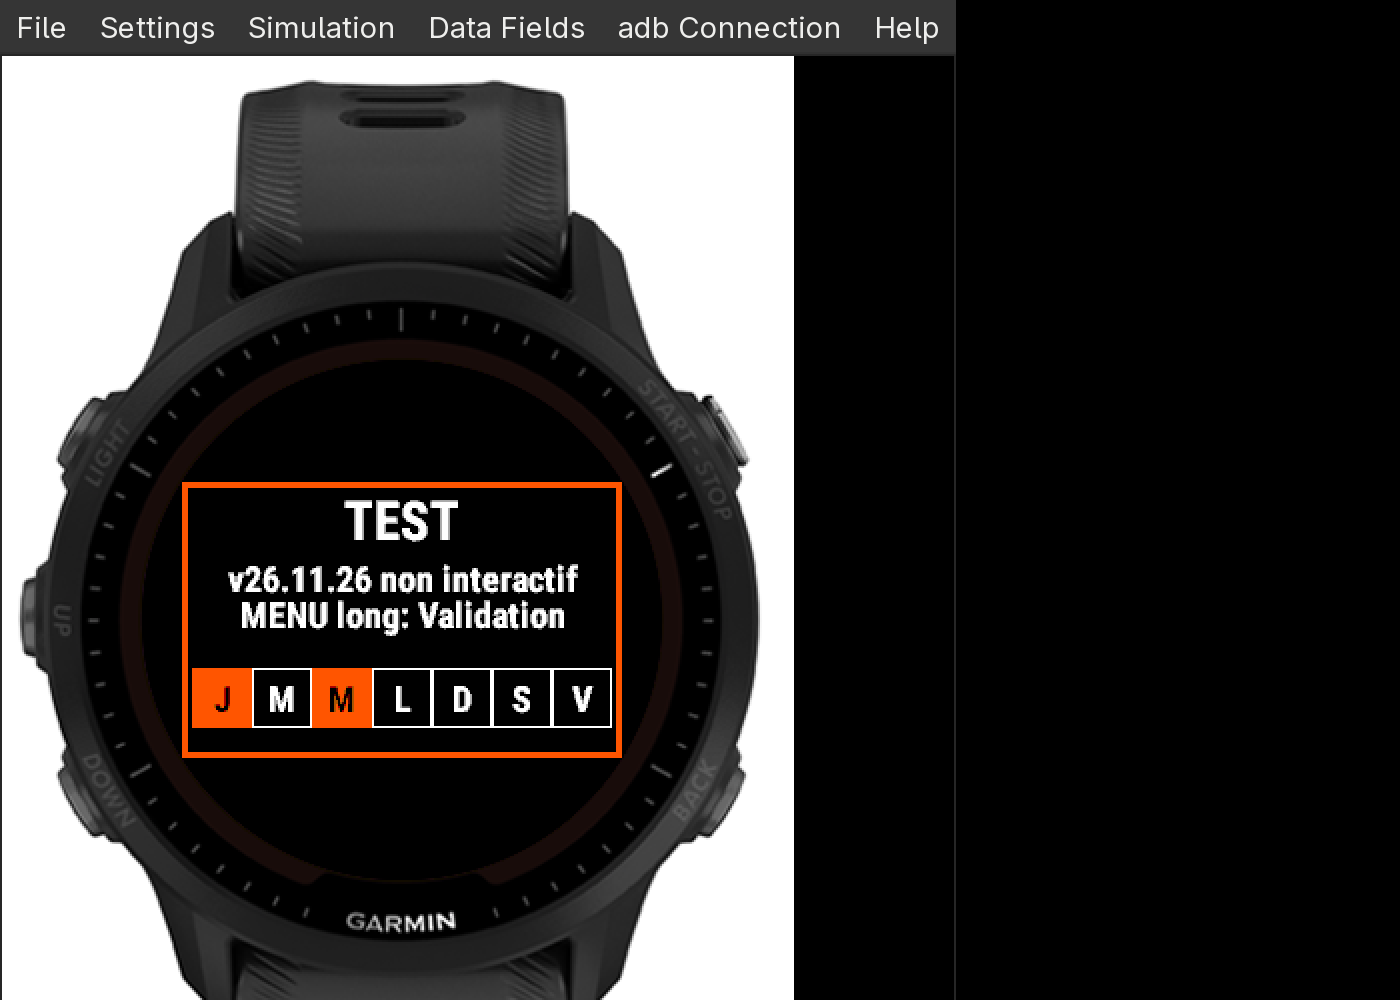 File Settings Simulation Data Fields adb Connection Help
START - STOP
LIGHT
TEST
v26.11.26 non interactif
MENU long: Validation
UP
J M M L D S V
DOWN
BACK
GARMIN